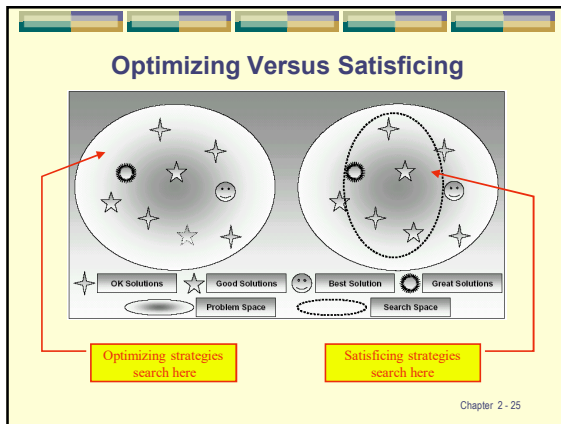 Optimizing Versus Satisficing
OK Solutions
Good Solutions
Best Solution
Great Solutions
Problem Space
Search Space
Optimizing strategies
search here
Satisficing strategies
search here
Chapter 2 - 25